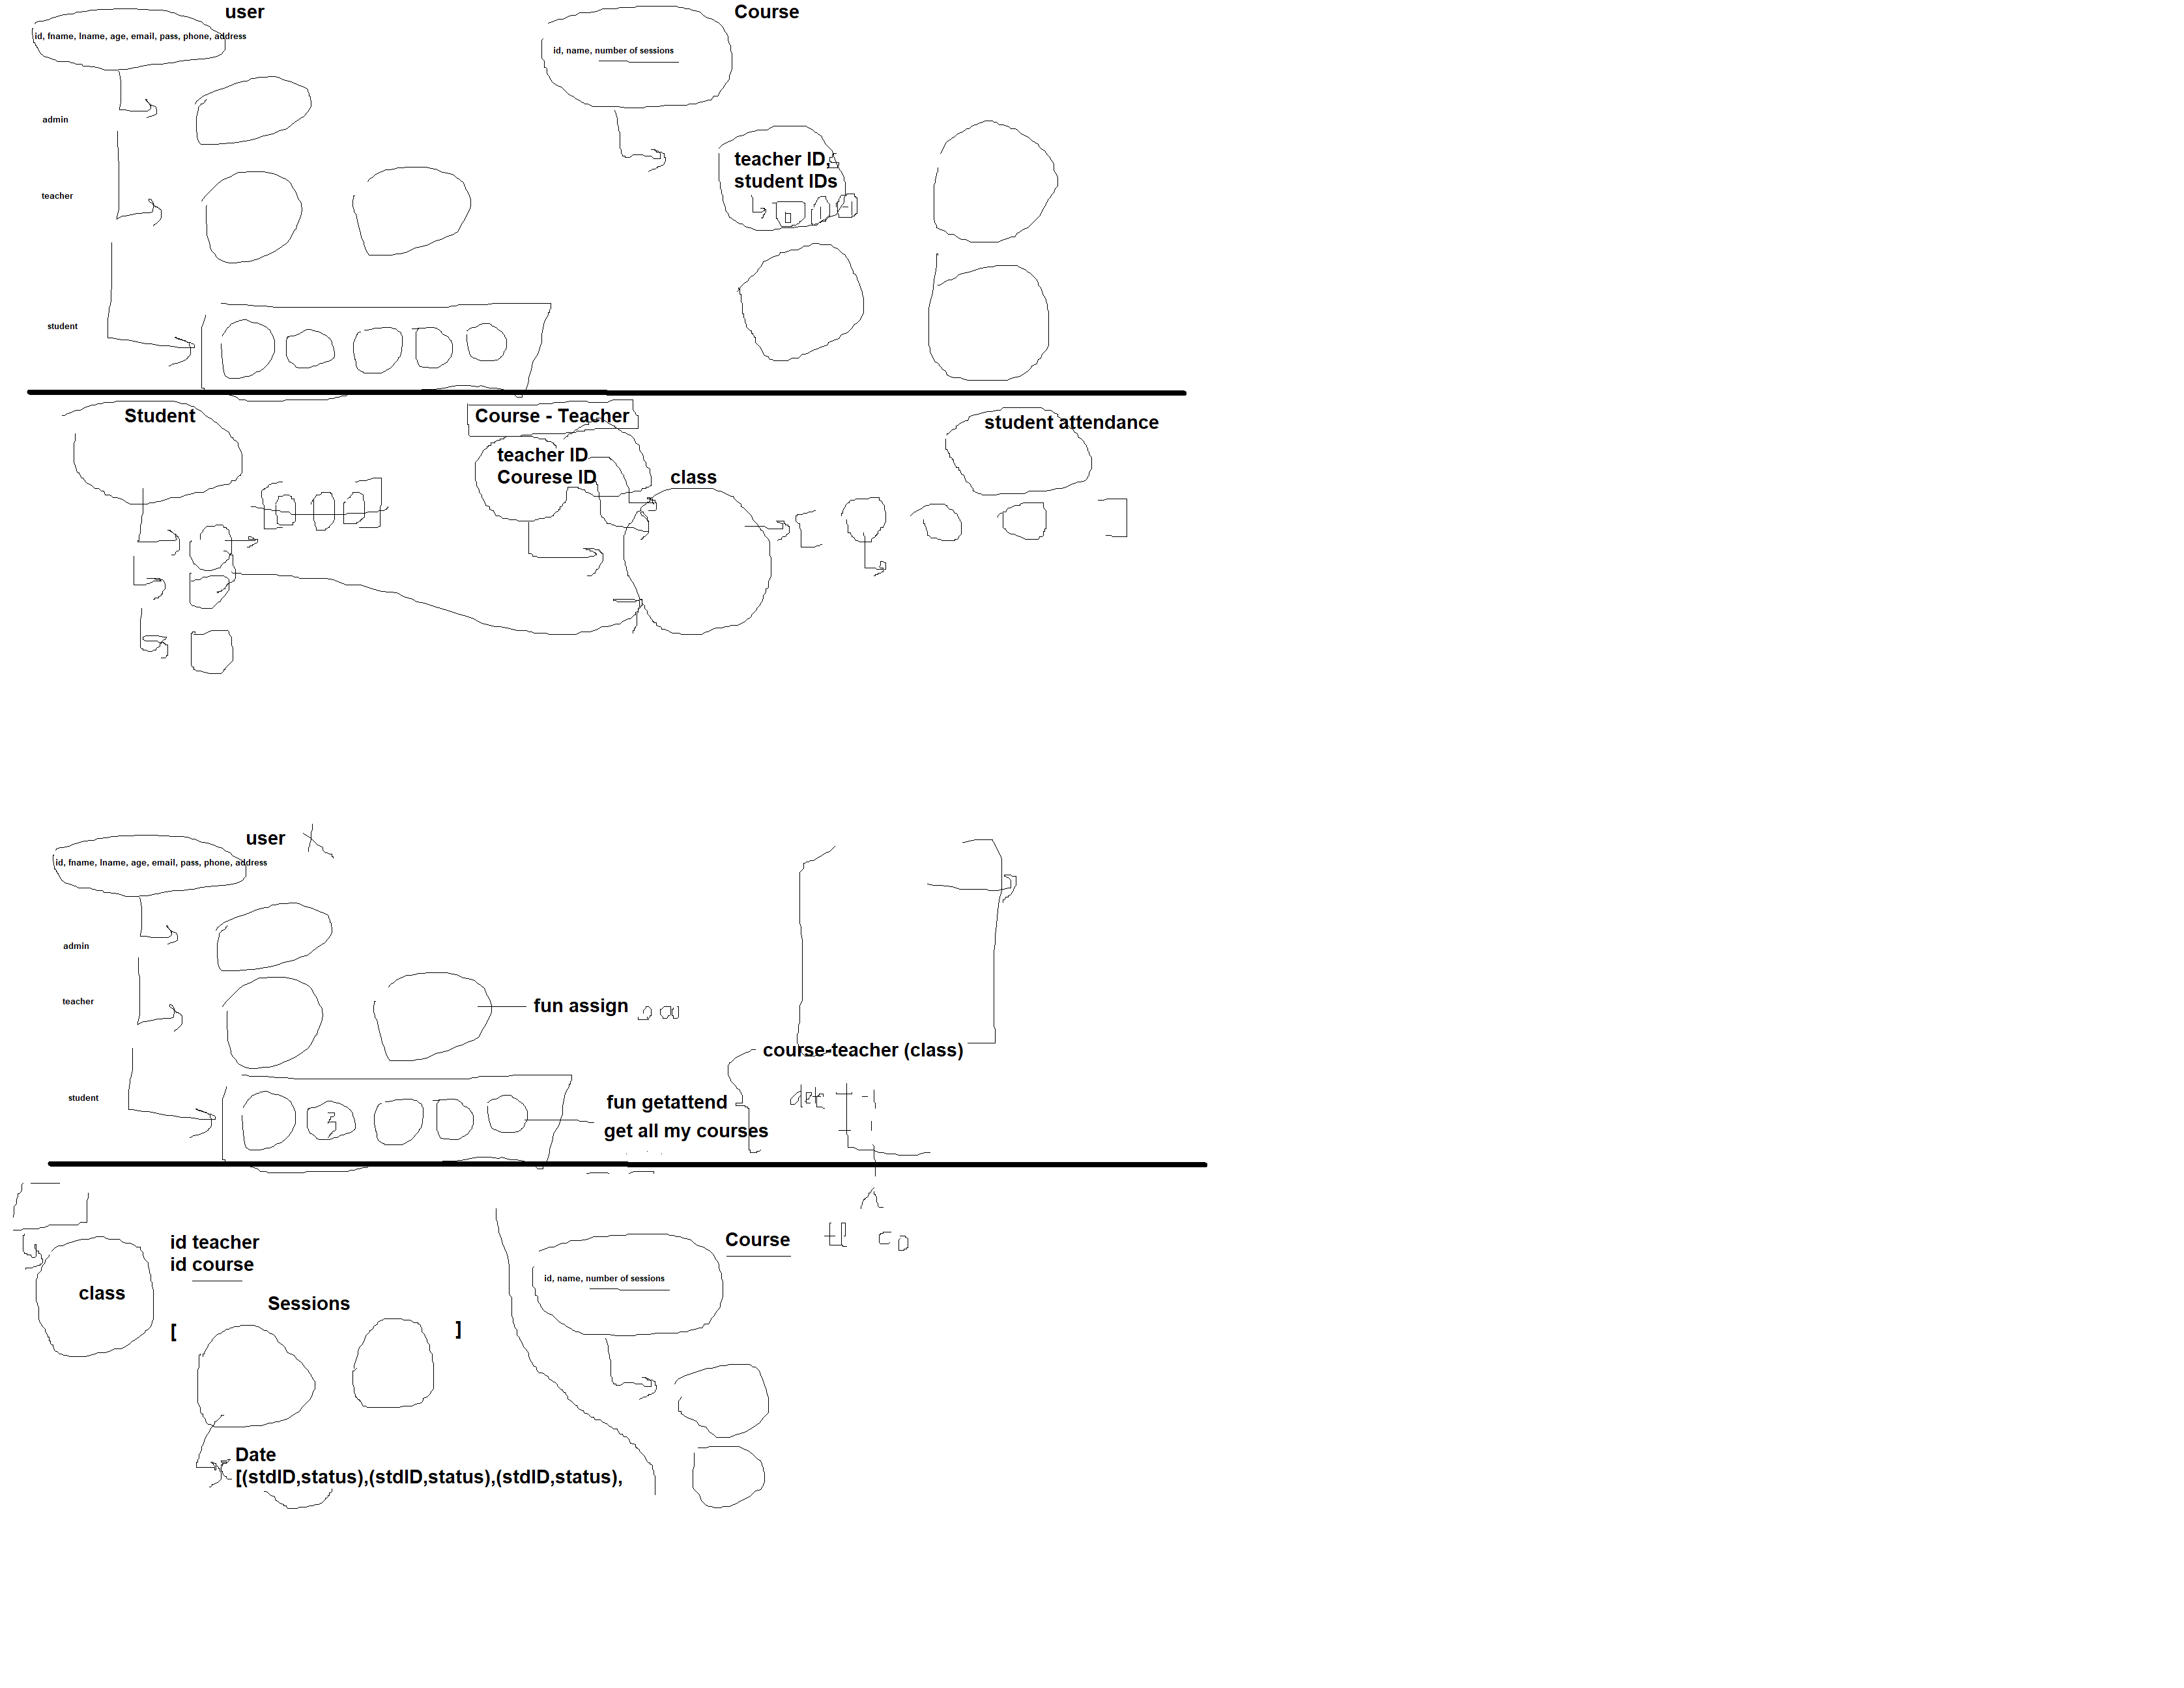 user
id, fname, lname, age, email, pass, phone, address
admin
teacher
student
Course
id, name, number of sessions
teacher ID,
student IDs
Student
Course - Teacher
teacher ID
Courese ID
class
student attendance
user
id, fname, lname, age, email, pass, phone, address
admin
teacher
fun assign
student
fun getattend
get all my courses
course-teacher (class)
class
id teacher
id course
Sessions
[ ]
Date
[(stdID,status),(stdID,status),(stdID,status),
Course
id, name, number of sessions